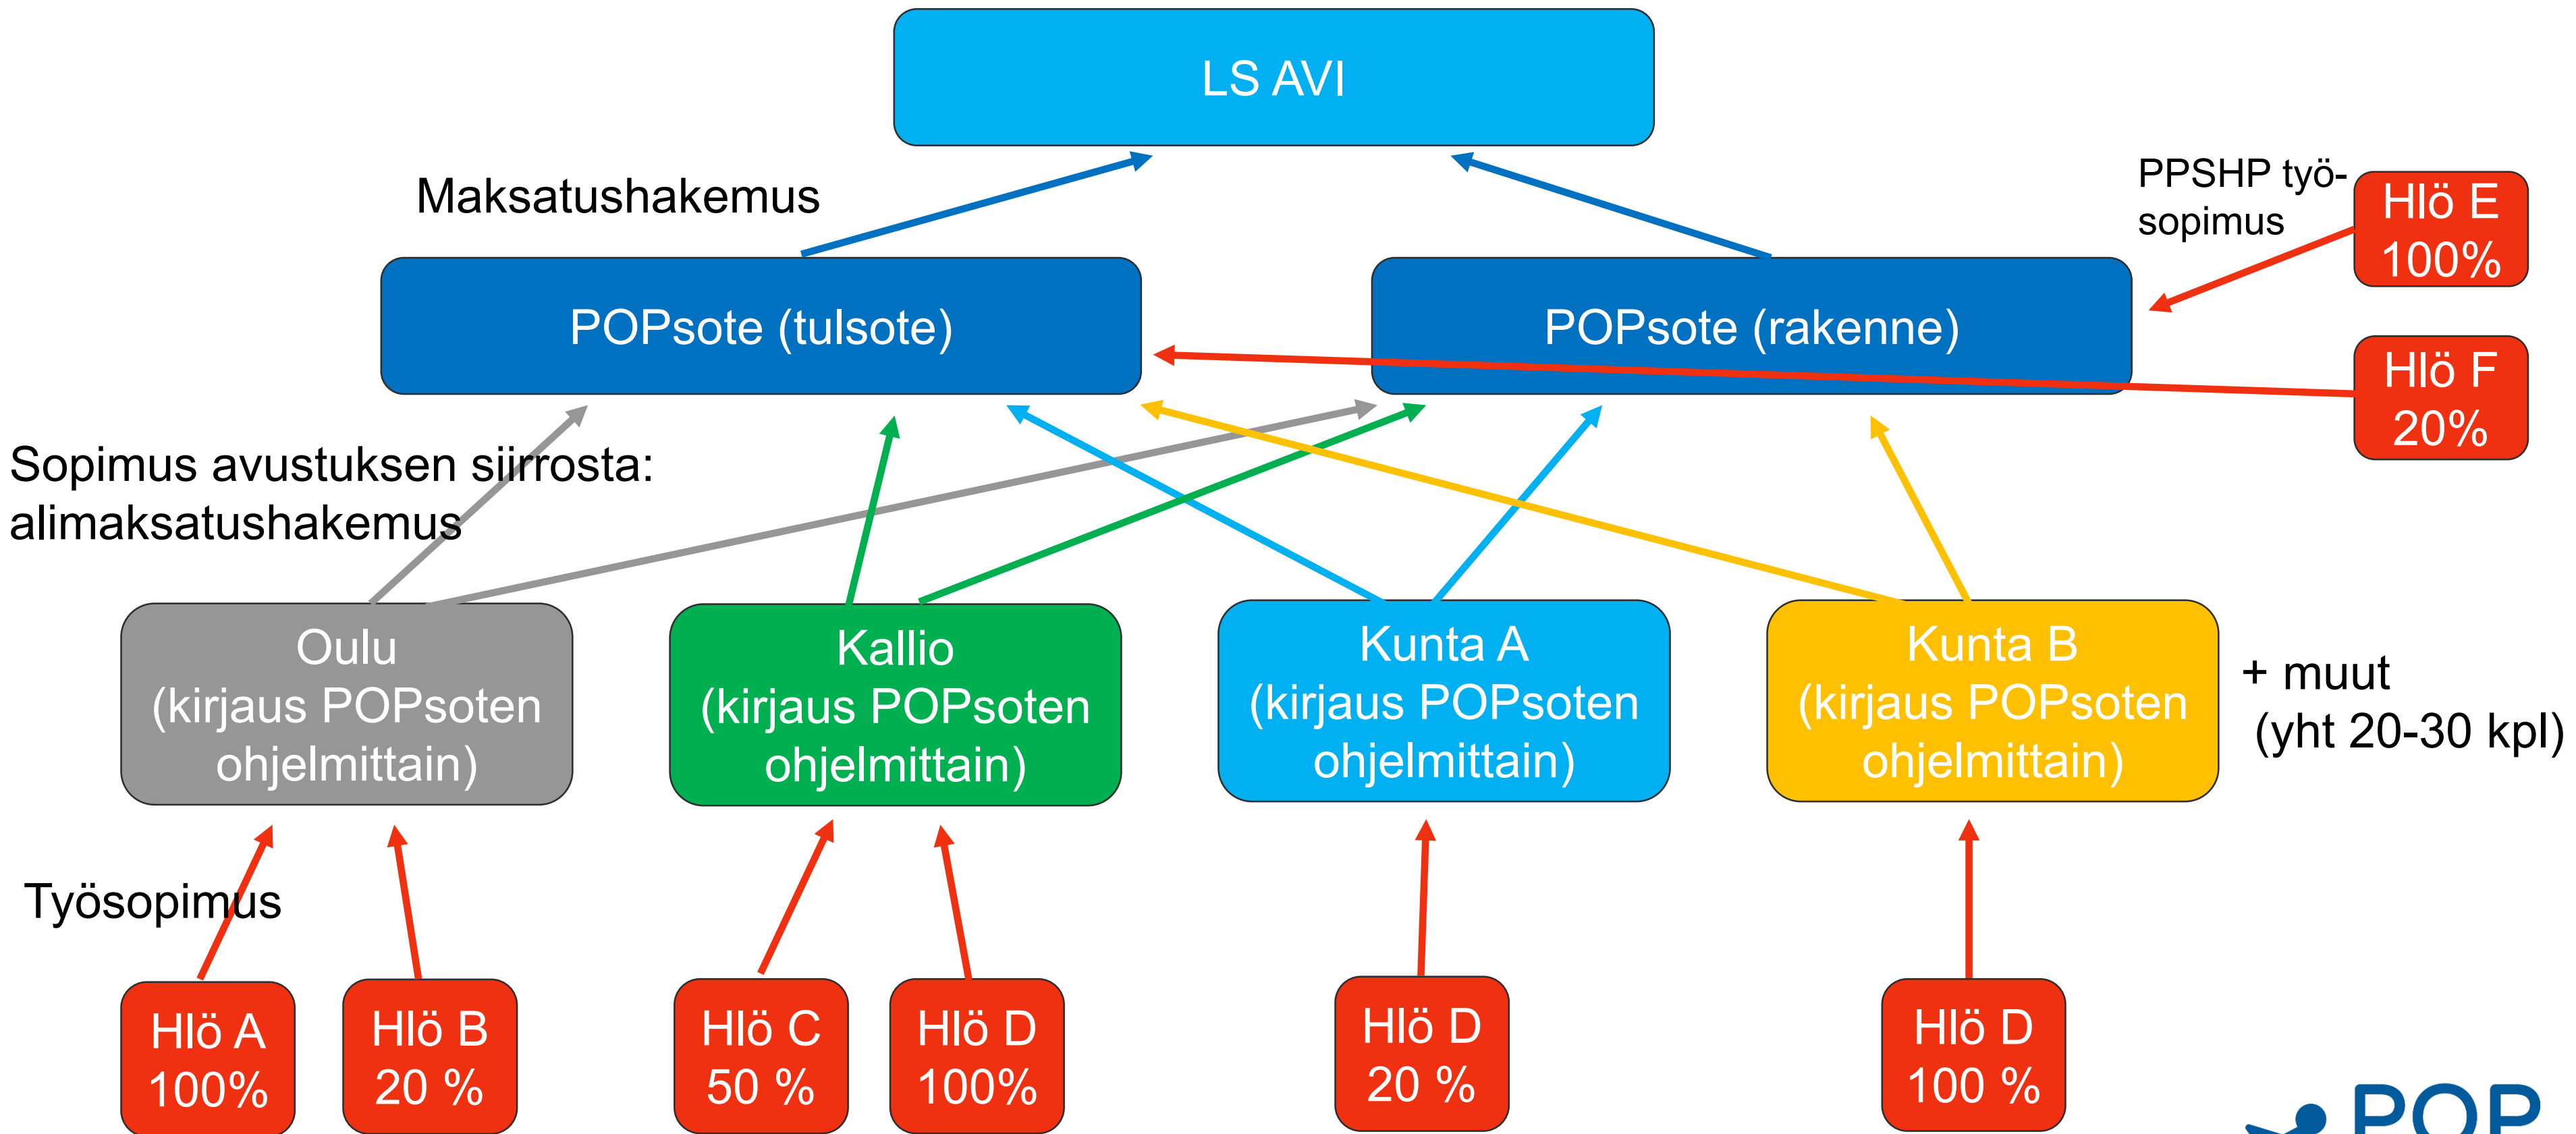 LS AVI
Maksatushakemus
PPSHP työ-
sopimus
Hlö E
100%
POPsote (tulsote)
POPsote (rakenne)
Hlö F
20%
Sopimus avustuksen siirrosta:
alimaksatushakemus
Oulu
(kirjaus POPsoten
ohjelmittain)
Kallio
(kirjaus POPsoten
ohjelmittain)
Kunta A
(kirjaus POPsoten
ohjelmittain)
Kunta B
(kirjaus POPsoten
ohjelmittain)
+ muut
(yht 20-30 kpl)
Työsopimus
Hlö A
100%
Hlö B
20 %
Hlö C
50 %
Hlö D
100%
Hlö D
20 %
Hlö D
100 %
POP